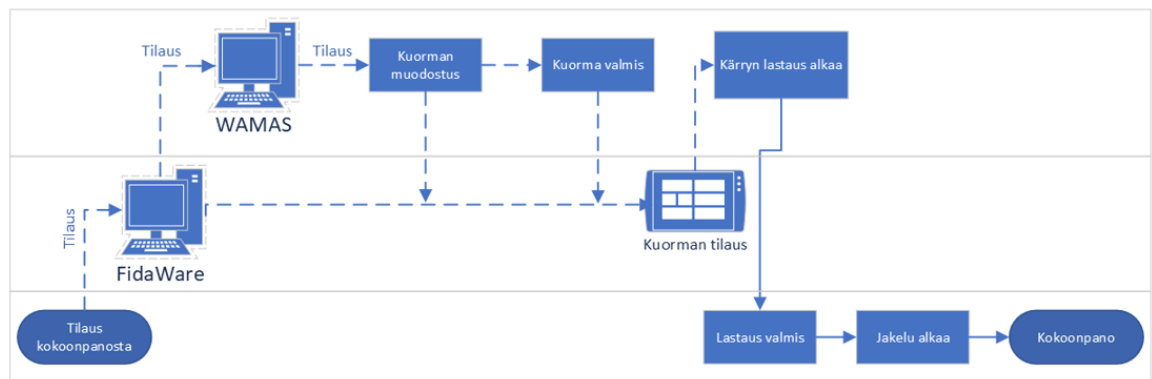 Tilaus
Tilaus
Kuorman
muodostus
Kuorma valmis
Kärryn lastaus alkaa
WAMAS
Tilaus
FidaWare
Kuorman tilaus
Tilaus
kokoonpanosta
Lastaus valmis
Jakelu alkaa
Kokoonpano